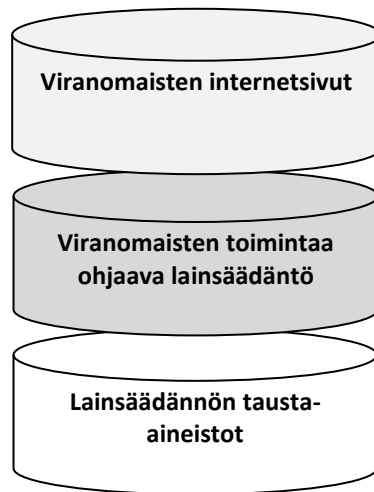 Viranomaisten internetsivut
Viranomaisten toimintaa
ohjaava lainsäädäntö
Lainsäädännön tausta-
aineistot